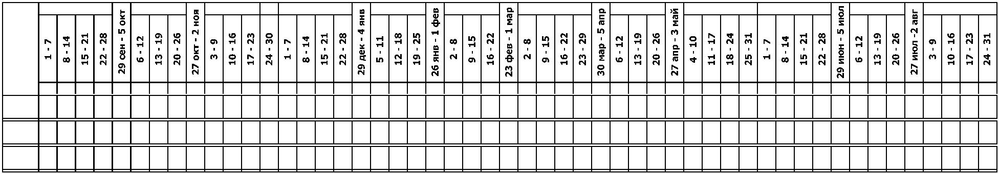 1 - 7
8 - 14
15 - 21
22 - 28
29 сен - 5 окт
6 - 12
13 - 19
20 - 26
27 окт - 2 ноя
3 - 9
10 - 16
17 - 23
24 - 30
1 - 7
8 - 14
15 - 21
22 - 28
29 дек - 4 янв
5 - 11
12 - 18
19 - 25
26 янв - 1 фев
2 - 8
9 - 15
16 - 22
23 фев - 1 мар
2 - 8
9 - 15
16 - 22
23 - 29
30 мар - 5 апр
6 - 12
13 - 19
20 - 26
27 апр - 3 май
4 - 10
11 - 17
18 - 24
25 - 31
1 - 7
8 - 14
15 - 21
22 - 28
29 июн - 5 июл
6 - 12
13 - 19
20 - 26
27 июл -2 авг
3 - 9
10 - 16
17 - 23
24 - 31